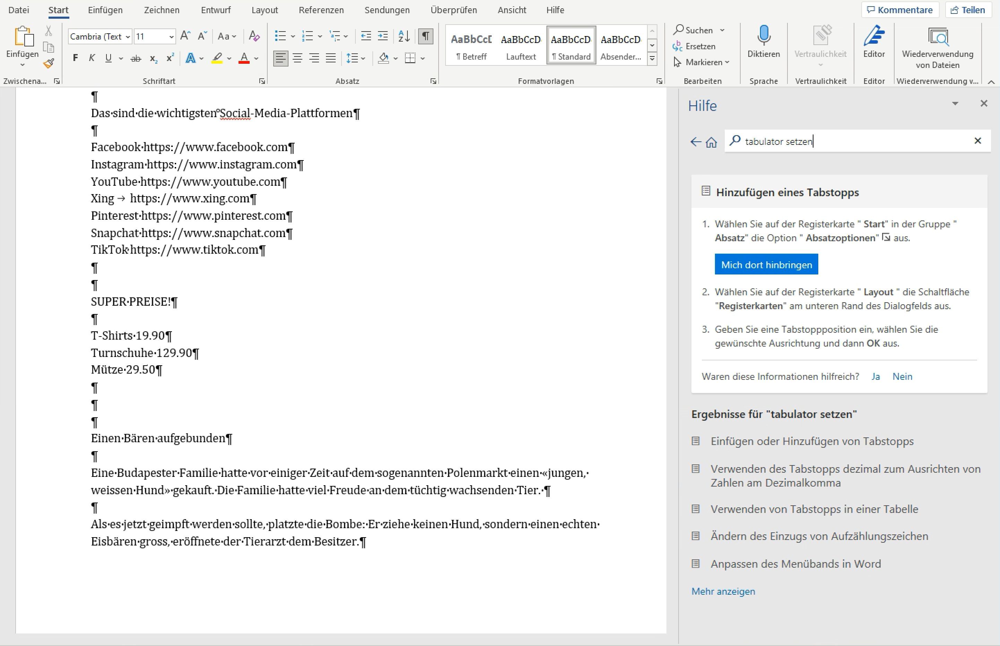 Datei Start Einfügen Zeichnen Entwurf Layout Referenzen Sendungen Überprüfen Ansicht Hilfe Kommentare Teilen
Einfügen
Cambria (Text 11
Aa
F K U ab x₂ x² A A
AaBbCcD AaBbCcD AaBbCcD AaBbCcD
¶ Betreff Lauftext ¶ Standard Absender...
Suchen
Ersetzen
Markieren
Diktieren
Vertraulichkeit
Editor
Wiederverwendung
von Dateien
Zwischena... Schriftart Absatz Formatvorlagen Bearbeiten Sprache Vertraulichkeit Editor Wiederverwendung v...
¶
Das·sind·die·wichtigsten°Social-Media-Plattformen¶
¶
Facebook·https://www.facebook.com¶
Instagram·https://www.instagram.com¶
YouTube·https://www.youtube.com¶
Xing → https://www.xing.com¶
Pinterest·https://www.pinterest.com¶
Snapchat·https://www.snapchat.com¶
TikTok·https://www.tiktok.com¶
¶
¶
SUPER·PREISE!¶
¶
T-Shirts·19.90¶
Turnschuhe·129.90¶
Mütze·29.50¶
¶
¶
¶
Einen·Bären·aufgebunden¶
¶
Eine·Budapester·Familie·hatte·vor·einiger·Zeit·auf·dem·sogenannten·Polenmarkt·einen·«jungen,·
weissen·Hund»·gekauft.·Die·Familie·hatte·viel·Freude·an·dem·tüchtig·wachsenden·Tier.·¶
¶
Als·es·jetzt·geimpft·werden·sollte,·platzte·die·Bombe:·Er·ziehe·keinen·Hund,·sondern·einen·echten·
Eisbären·gross,·eröffnete·der·Tierarzt·dem·Besitzer.¶
Hilfe
tabulator setzen
Hinzufügen eines Tabstopps
1. Wählen Sie auf der Registerkarte " Start" in der Gruppe "
Absatz" die Option " Absatzoptionen" aus.
Mich dort hinbringen
2. Wählen Sie auf der Registerkarte " Layout " die Schaltfläche
"Registerkarten" am unteren Rand des Dialogfelds aus.
3. Geben Sie eine Tabstoppposition ein, wählen Sie die
gewünschte Ausrichtung und dann OK aus.
Waren diese Informationen hilfreich? Ja Nein
Ergebnisse für "tabulator setzen"
Einfügen oder Hinzufügen von Tabstopps
Verwenden des Tabstopps dezimal zum Ausrichten von
Zahlen am Dezimalkomma
Verwenden von Tabstopps in einer Tabelle
Ändern des Einzugs von Aufzählungszeichen
Anpassen des Menübands in Word
Mehr anzeigen